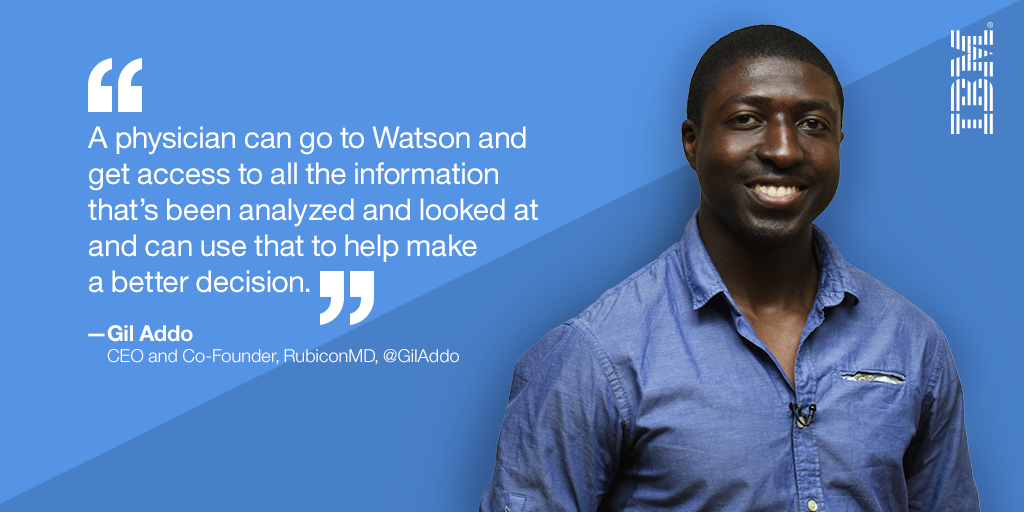 “
A physician can go to Watson and
get access to all the information
that’s been analyzed and looked at
and can use that to help make
a better decision. ”
—Gil Addo
CEO and Co-Founder, RubiconMD, @GilAddo
IBM®